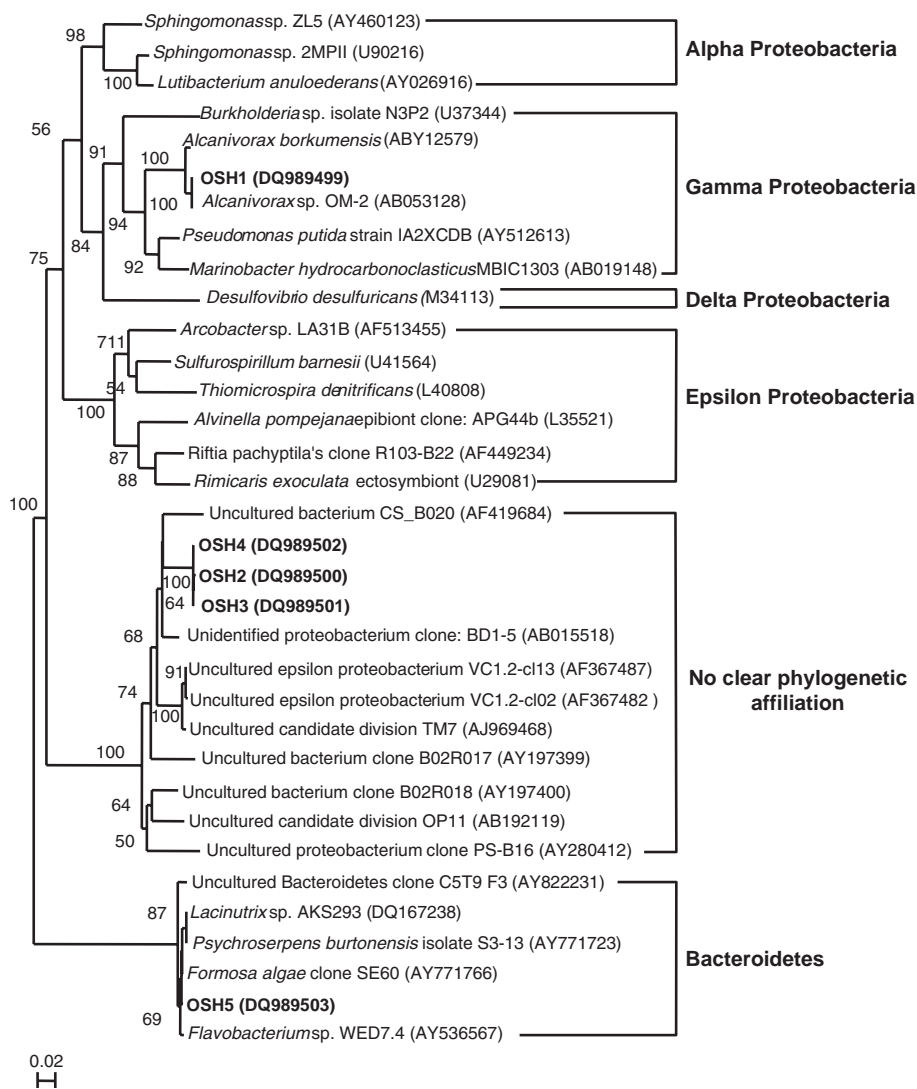 Sphingomonas sp. ZL5 (AY460123)
98
Sphingomonas sp. 2MPII (U90216)
Alpha Proteobacteria
100
Lutibacterium anuloederans (AY026916)
Burkholderia sp. isolate N3P2 (U37344)
56
Alcanivorax borkumensis (ABY12579)
91
100
OSH1 (DQ989499)
Gamma Proteobacteria
100
Alcanivorax sp. OM-2 (AB053128)
94
Pseudomonas putida strain IA2XCDB (AY512613)
75
84
92
Marinobacter hydrocarbonoclasticus MBIC1303 (AB019148)
Desulfovibrio desulfuricans (M34113)
Delta Proteobacteria
Arcobacter sp. LA31B (AF513455)
711
Sulfurospirillum barnesii (U41564)
54
Thiomicrospira denitrificans (L40808)
Epsilon Proteobacteria
100
Alvinella pompejana epibiont clone: APG44b (L35521)
87
Riftia pachyptila's clone R103-B22 (AF449234)
88
Rimicaris exoculata ectosymbiont (U29081)
100
Uncultured bacterium CS_B020 (AF419684)
OSH4 (DQ989502)
100
OSH2 (DQ989500)
64
OSH3 (DQ989501)
68
Unidentified proteobacterium clone: BD1-5 (AB015518)
91
Uncultured epsilon proteobacterium VC1.2-cl13 (AF367487)
No clear phylogenetic
affiliation
74
Uncultured epsilon proteobacterium VC1.2-cl02 (AF367482 )
100
Uncultured candidate division TM7 (AJ969468)
100
Uncultured bacterium clone B02R017 (AY197399)
Uncultured bacterium clone B02R018 (AY197400)
64
Uncultured candidate division OP11 (AB192119)
50
Uncultured proteobacterium clone PS-B16 (AY280412)
Uncultured Bacteroidetes clone C5T9 F3 (AY822231)
87
Lacinutrix sp. AKS293 (DQ167238)
Psychroserpens burtonensis isolate S3-13 (AY771723)
Bacteroidetes
Formosa algae clone SE60 (AY771766)
OSH5 (DQ989503)
69
Flavobacterium sp. WED7.4 (AY536567)
0.02